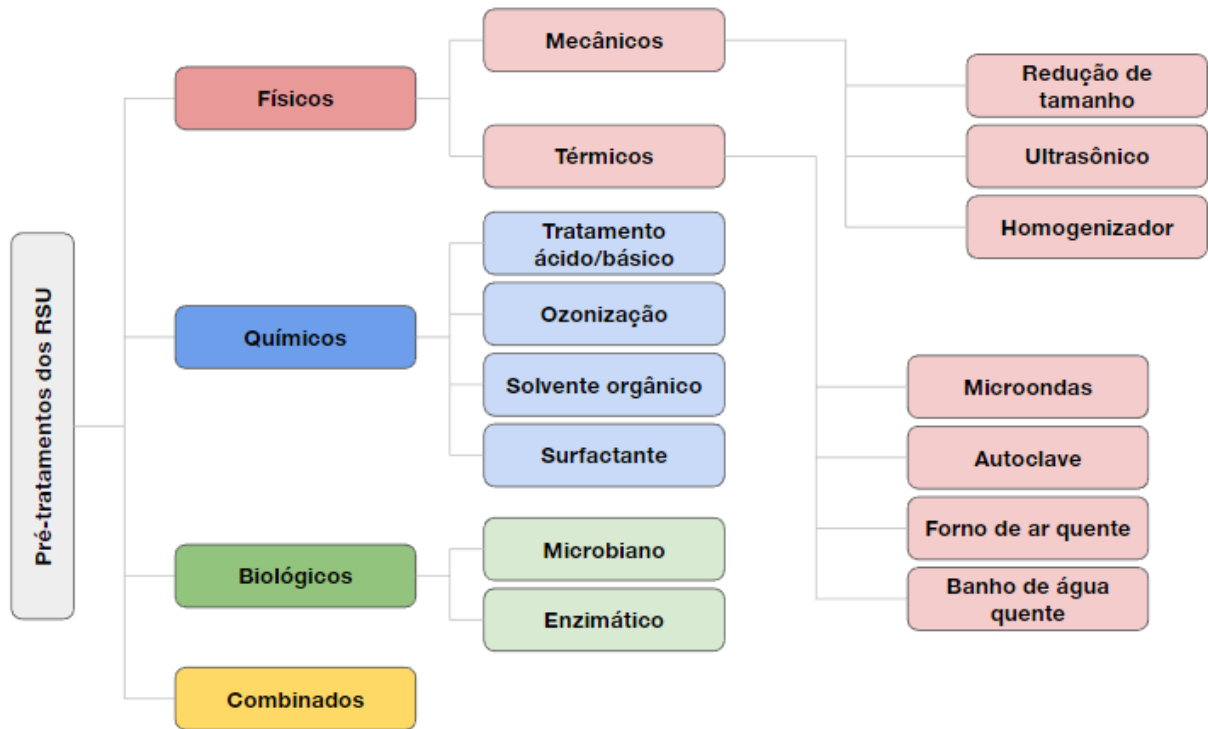 Pré-tratamentos dos RSU
Físicos
Mecânicos
Redução de
tamanho
Ultrasônico
Homogenizador
Térmicos
Microondas
Autoclave
Forno de ar quente
Banho de água
quente
Químicos
Tratamento
ácido/básico
Ozonização
Solvente orgânico
Surfactante
Biológicos
Microbiano
Enzimático
Combinados